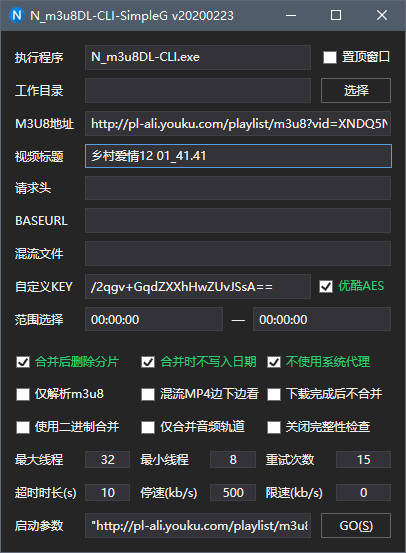 N_m3u8DL-CLI-SimpleG v20200223
执行程序 N_m3u8DL-CLI.exe 置顶窗口
工作目录 选择
M3U8地址 http://pl-ali.youku.com/playlist/m3u8?vid=XNDQ5N
视频标题 乡村爱情12 01_41.41
请求头
BASEURL
混流文件
自定义KEY /2qgv+GqdZXXhHwZUvJSsA== 优酷AES
范围选择 00:00:00 — 00:00:00
合并后删除分片 合并时不写入日期 不使用系统代理
仅解析m3u8 混流MP4边下边看 下载完成后不合并
使用二进制合并 仅合并音频轨道 关闭完整性检查
最大线程 32 最小线程 8 重试次数 15
超时时长(s) 10 停速(kb/s) 500 限速(kb/s) 0
启动参数 "http://pl-ali.youku.com/playlist/m3u8 GO(S)